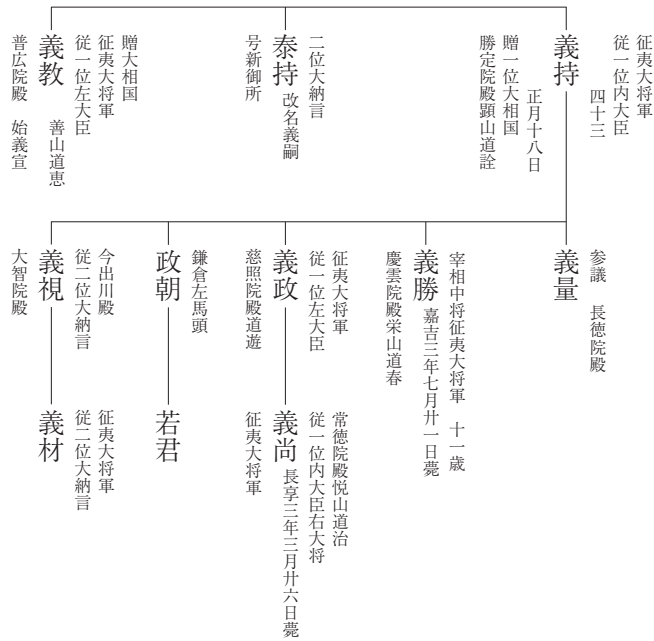 征夷大将軍
従一位内大臣
四十三
義持
正月十八日
贈一位大相国
勝定院殿顕山道詮
二位大納言
泰持
改名義嗣
号新御所
贈大相国
征夷大将軍
従一位左大臣
義教
善山道恵
普広院殿 始義宣
参議 長徳院殿
義量
宰相中将征夷大将軍 十一歳
義勝
嘉吉三年七月廿一日薨
慶雲院殿栄山道春
征夷大将軍
従一位左大臣
義政
慈照院殿道遊
鎌倉左馬頭
政朝
今出川殿
従二位大納言
義視
大智院殿
常徳院殿悦山道治
従一位内大臣右大将
義尚
長享三年三月廿六日薨
征夷大将軍
若君
征夷大将軍
従二位大納言
義材